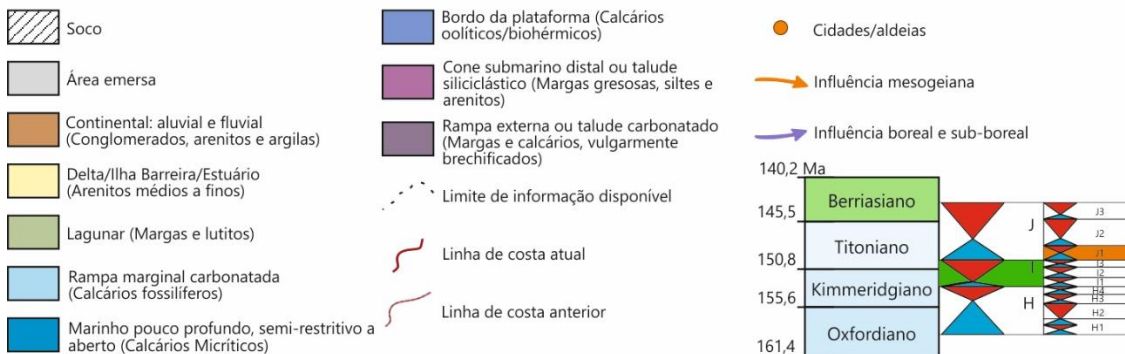 Soco
Área emersa
Continental: aluvial e fluvial
(Conglomerados, arenitos e argilas)
Delta/Ilha Barreira/Estuário
(Arenitos médios a finos)
Lagunar (Margas e lutitos)
Rampa marginal carbonatada
(Calcários fossilíferos)
Marinho pouco profundo, semi-restritivo a
aberto (Calcários Micríticos)
Bordo da plataforma (Calcários
oolíticos/biohérmicos)
Cone submarino distal ou talude
siliciclástico (Margas gresosas, siltes e
arenitos)
Rampa externa ou talude carbonatado
(Margas e calcários, vulgarmente
brechificados)
Limite de informação disponível
Linha de costa atual
Linha de costa anterior
Cidades/aldeias
Influência mesogeiana
Influência boreal e sub-boreal
140,2 Ma
Berriasiano
145,5
Titoniano
150,8
Kimmeridgiano
155,6
Oxfordiano
161,4
J
I
H
J3
J2
J1
I3
I2
I1
H4
H3
H2
H1